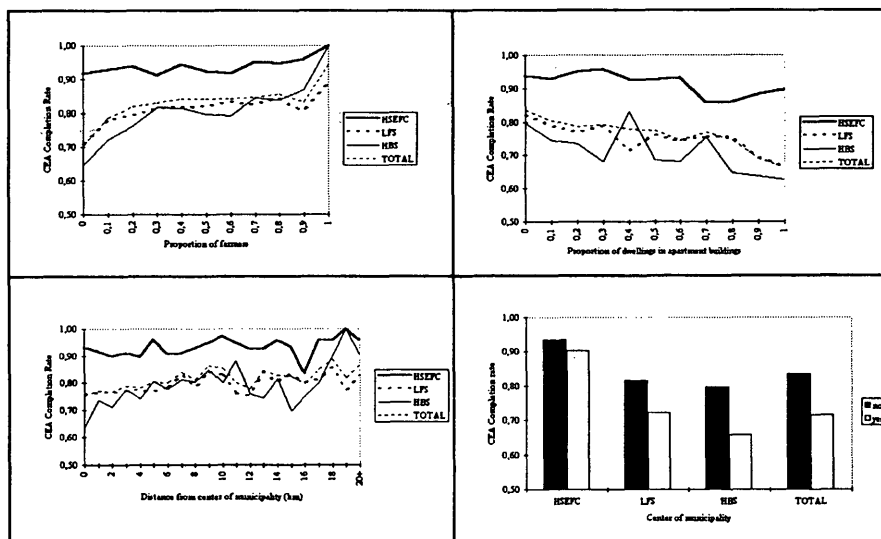 CEA Completion Rate
1,00
0,90
0,80
0,70
0,60
0,50
0 0,1 0,2 0,3 0,4 0,5 0,6 0,7 0,8 0,9 1
Proportion of farmers
HSEFC
LFS
HBS
TOTAL
CEA Completion Rate
1,00
0,90
0,80
0,70
0,60
0,50
0 0,1 0,2 0,3 0,4 0,5 0,6 0,7 0,8 0,9 1
Proportion of dwellings in apartment buildings
HSEFC
LFS
HBS
TOTAL
CEA Completion Rate
1,00
0,90
0,80
0,70
0,60
0,50
0 2 4 6 8 10 12 14 16 18 20+
Distance from center of municipality (km)
HSEFC
LFS
HBS
TOTAL
CEA Completion rate
1,00
0,90
0,80
0,70
0,60
0,50
HSEFC LFS HBS TOTAL
Center of municipality
no
yes